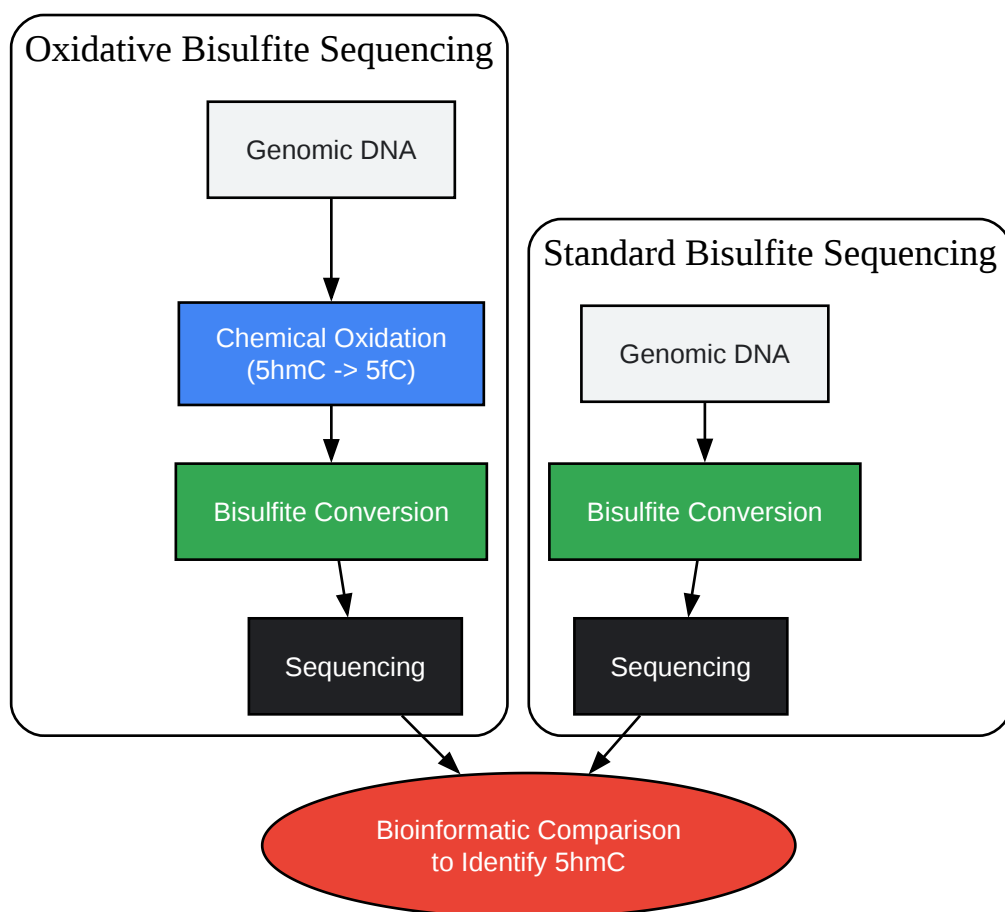 Oxidative Bisulfite Sequencing
Genomic DNA
Chemical Oxidation
(5hmC -> 5fC)
Bisulfite Conversion
Sequencing
Standard Bisulfite Sequencing
Genomic DNA
Bisulfite Conversion
Sequencing
Bioinformatic Comparison
to Identify 5hmC